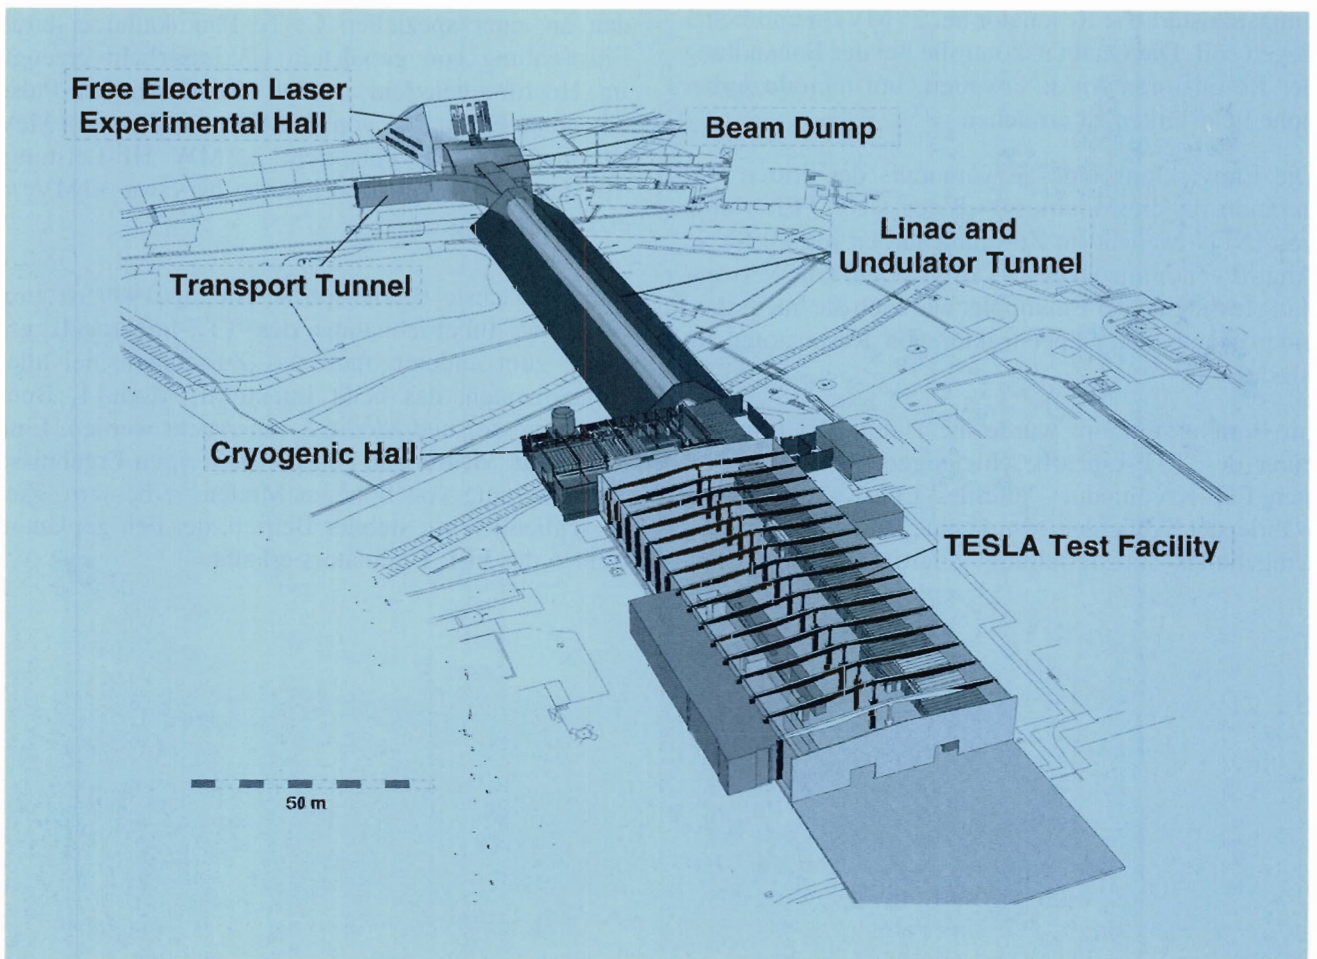 Free Electron Laser
Experimental Hall
Beam Dump
Linac and
Undulator Tunnel
Transport Tunnel
Cryogenic Hall
TESLA Test Facility
50 m